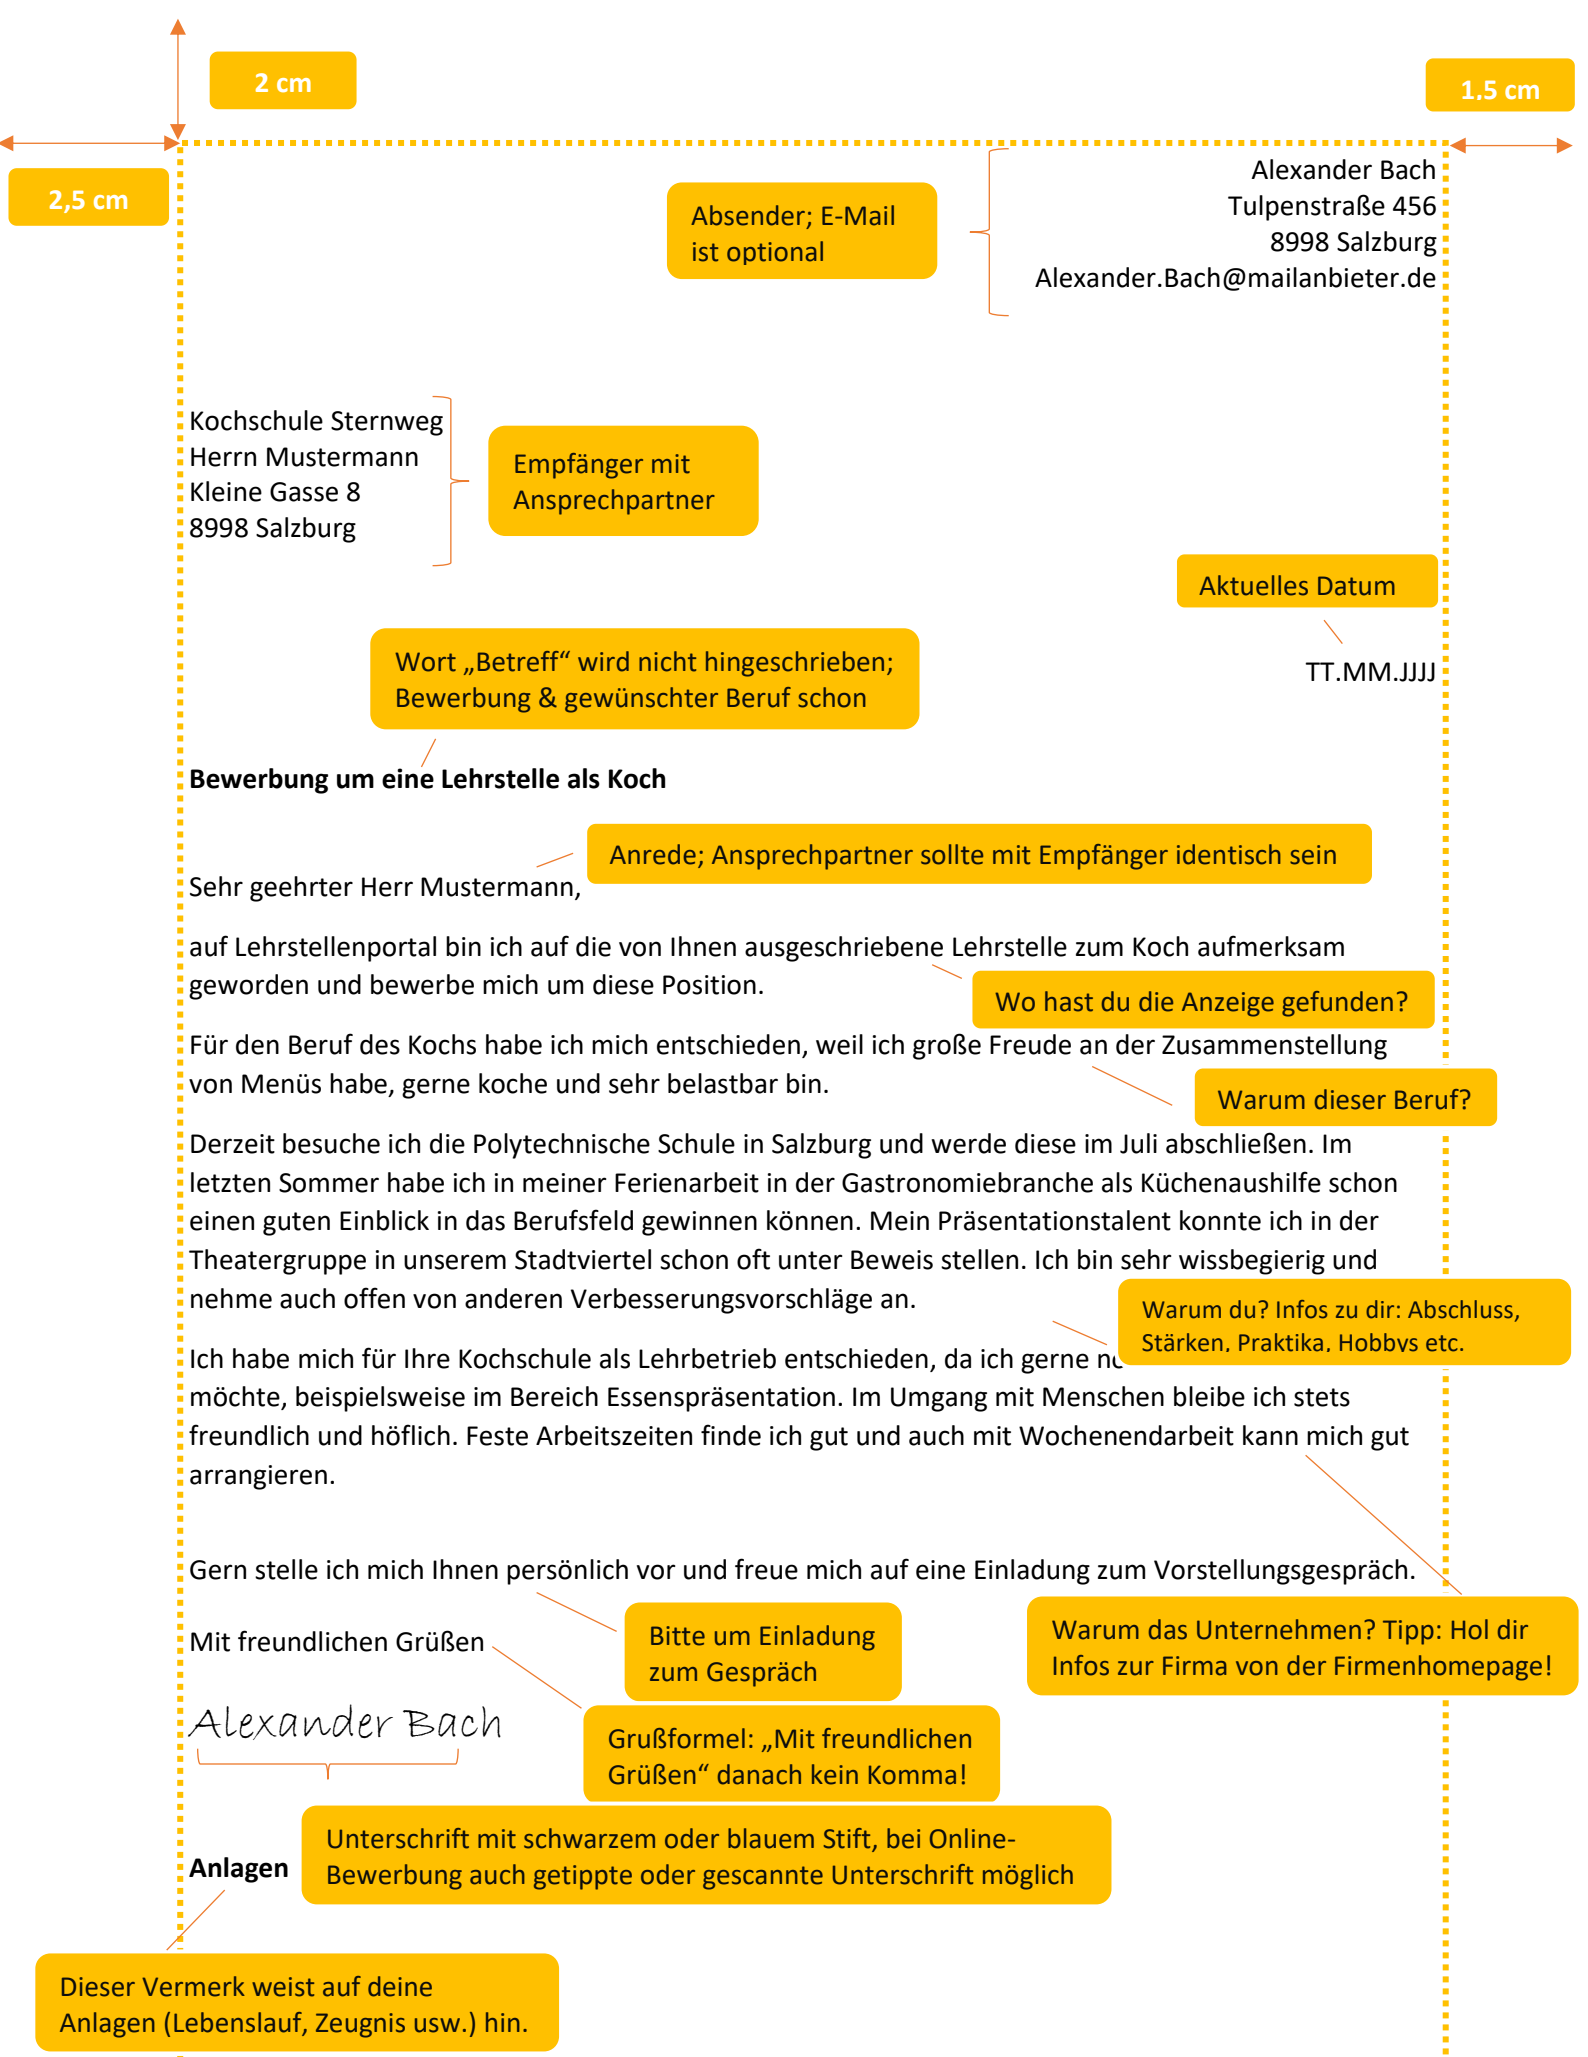 2 cm
1,5 cm
2,5 cm
Alexander Bach
Tulpenstraße 456
8998 Salzburg
Alexander.Bach@mailanbieter.de
Absender; E-Mail
ist optional
Kochschule Sternweg
Herrn Mustermann
Kleine Gasse 8
8998 Salzburg
Empfänger mit
Ansprechpartner
Aktuelles Datum
TT.MM.JJJJ
Wort „Betreff“ wird nicht hingeschrieben;
Bewerbung & gewünschter Beruf schon
Bewerbung um eine Lehrstelle als Koch
Anrede; Ansprechpartner sollte mit Empfänger identisch sein
Sehr geehrter Herr Mustermann,
auf Lehrstellenportal bin ich auf die von Ihnen ausgeschriebene Lehrstelle zum Koch aufmerksam
geworden und bewerbe mich um diese Position.
Wo hast du die Anzeige gefunden?
Für den Beruf des Kochs habe ich mich entschieden, weil ich große Freude an der Zusammenstellung
von Menüs habe, gerne koche und sehr belastbar bin.
Warum dieser Beruf?
Derzeit besuche ich die Polytechnische Schule in Salzburg und werde diese im Juli abschließen. Im
letzten Sommer habe ich in meiner Ferienarbeit in der Gastronomiebranche als Küchenaushilfe schon
einen guten Einblick in das Berufsfeld gewinnen können. Mein Präsentationstalent konnte ich in der
Theatergruppe in unserem Stadtviertel schon oft unter Beweis stellen. Ich bin sehr wissbegierig und
nehme auch offen von anderen Verbesserungsvorschläge an.
Warum du? Infos zu dir: Abschluss,
Stärken, Praktika, Hobbys etc.
Ich habe mich für Ihre Kochschule als Lehrbetrieb entschieden, da ich gerne
möchte, beispielsweise im Bereich Essenspräsentation. Im Umgang mit Menschen bleibe ich stets
freundlich und höflich. Feste Arbeitszeiten finde ich gut und auch mit Wochenendarbeit kann mich gut
arrangieren.
Gern stelle ich mich Ihnen persönlich vor und freue mich auf eine Einladung zum Vorstellungsgespräch.
Bitte um Einladung
zum Gespräch
Warum das Unternehmen? Tipp: Hol dir
Infos zur Firma von der Firmenhomepage!
Mit freundlichen Grüßen
Alexander Bach
Grußformel: „Mit freundlichen
Grüßen“ danach kein Komma!
Unterschrift mit schwarzem oder blauem Stift, bei Online-
Bewerbung auch getippte oder gescannte Unterschrift möglich
Anlagen
Dieser Vermerk weist auf deine
Anlagen (Lebenslauf, Zeugnis usw.) hin.